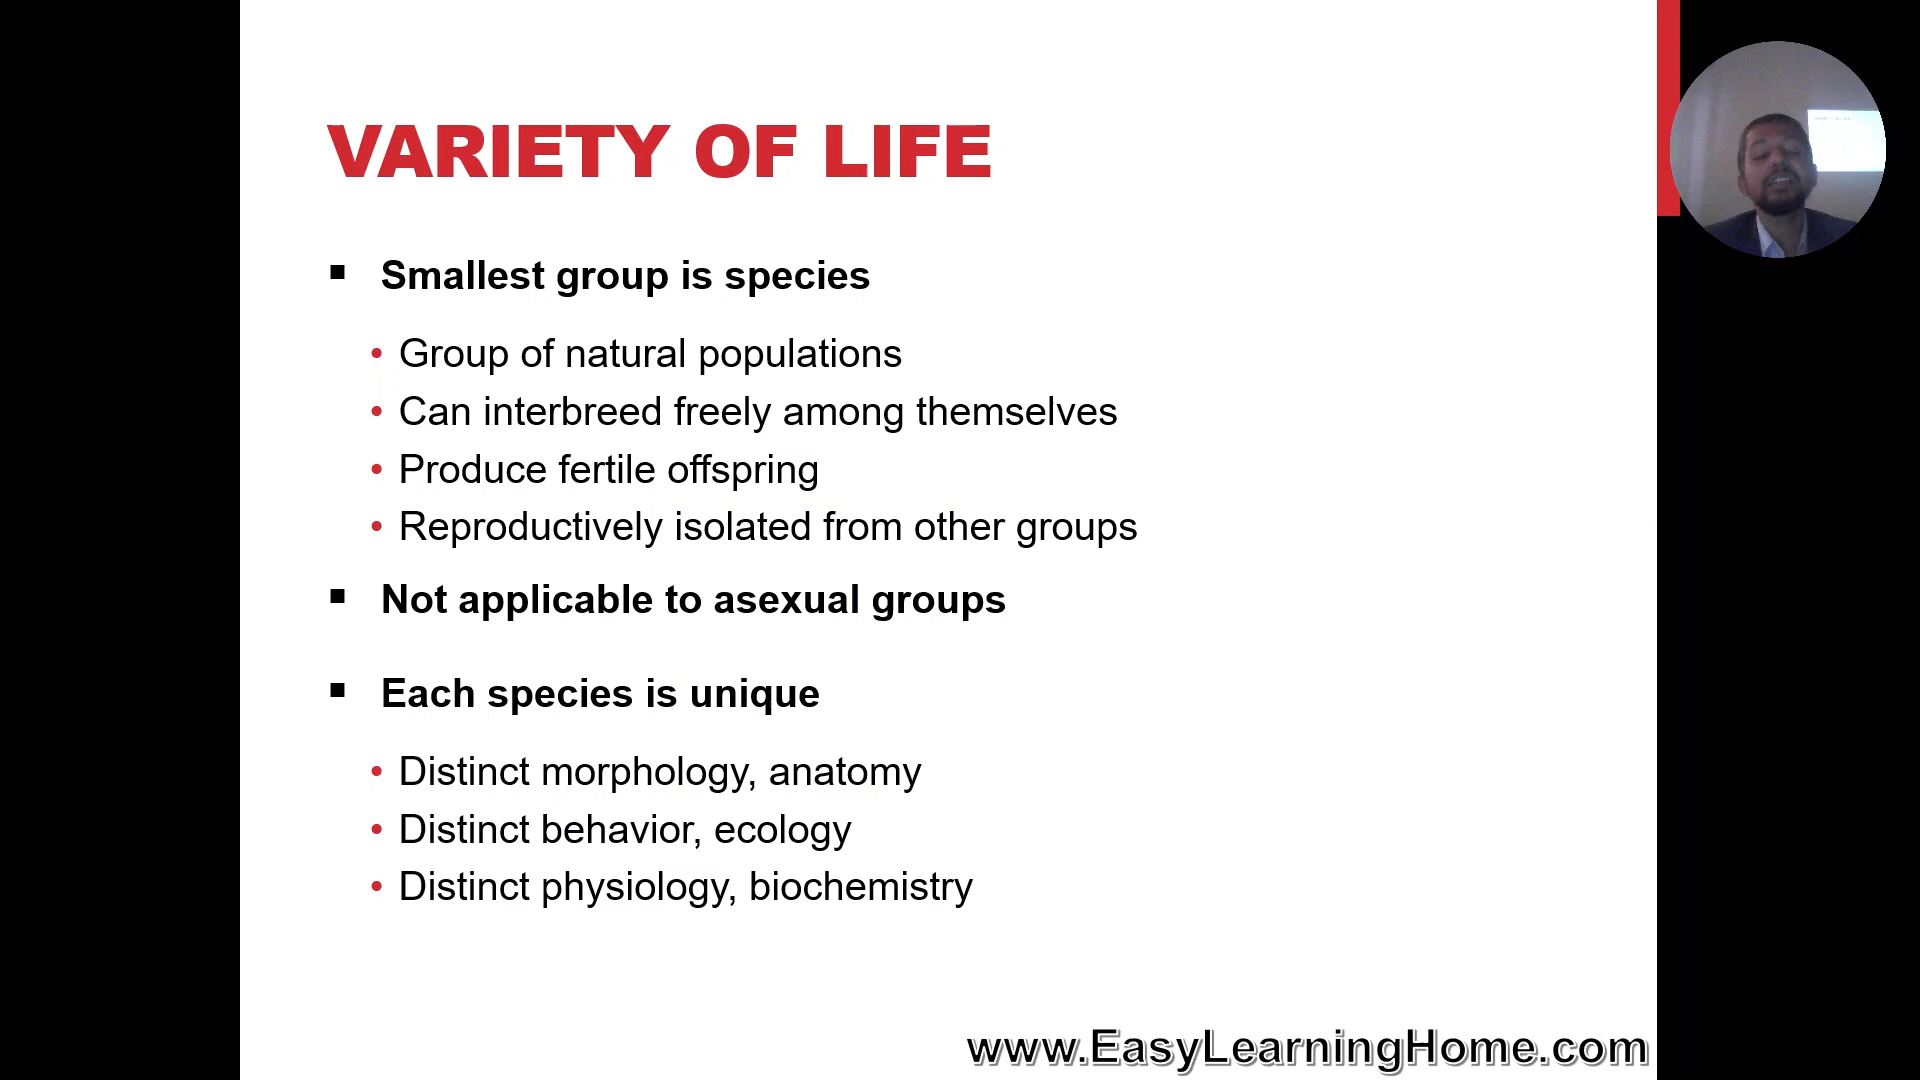 VARIETY OF LIFE
▪ Smallest group is species
• Group of natural populations
• Can interbreed freely among themselves
• Produce fertile offspring
• Reproductively isolated from other groups
▪ Not applicable to asexual groups
▪ Each species is unique
• Distinct morphology, anatomy
• Distinct behavior, ecology
• Distinct physiology, biochemistry
www.EasyLearningHome.com